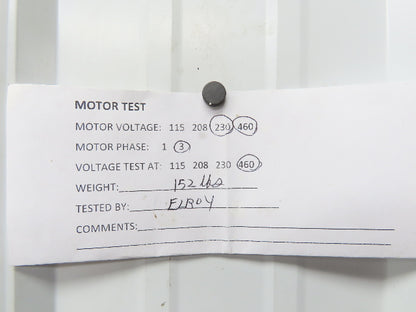 MOTOR TEST
MOTOR VOLTAGE: 115 208 230 460
MOTOR PHASE: 1 3
VOLTAGE TEST AT: 115 208 230 460
WEIGHT: 152 lbs
TESTED BY: ELROY
COMMENTS: